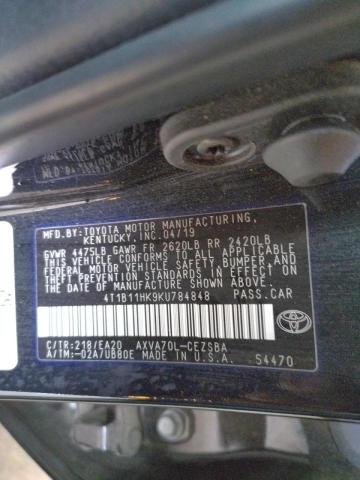 MFD.BY:TOYOTA MOTOR MANUFACTURING,
KENTUCKY, INC.04/19
GVWR 4475LB GAWR FR 2620LB RR 2420LB
THIS VEHICLE CONFORMS TO ALL APPLICABLE
FEDERAL MOTOR VEHICLE SAFETY, BUMPER, AND
THEFT PREVENTION STANDARDS IN EFFECT ON
THE DATE OF MANUFACTURE SHOWN ABOVE.
4T1B11HK9KU784848 PASS.CAR
C/TR:218/EA20 AXVA70L-CEZSBA
A/TM:-02A/UB80E MADE IN U.S.A. S4470